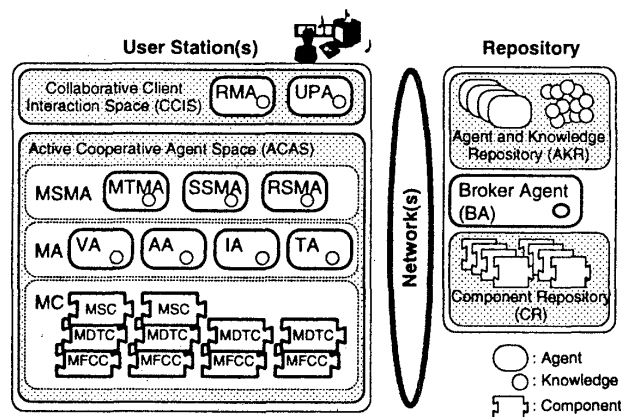 User Station(s)
Repository
Collaborative Client
Interaction Space (CCIS)
RMA
UPA
Active Cooperative Agent Space (ACAS)
MSMA
MTMA
SSMA
RSMA
MA
VA
AA
IA
TA
MC
MSC
MSC
MDTC
MDTC
MDTC
MDTC
MFCC
MFCC
MFCC
MFCC
Network(s)
Agent and Knowledge
Repository (AKR)
Broker Agent
(BA)
Component Repository
(CR)
: Agent
: Knowledge
: Component